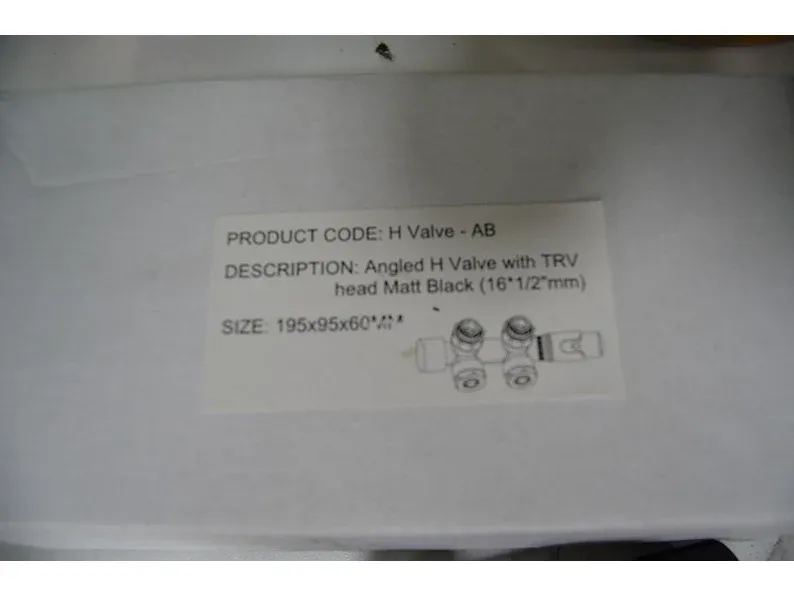 PRODUCT CODE: H Valve - AB
DESCRIPTION: Angled H Valve with TRV
head Matt Black (16*1/2"mm)
SIZE: 195x95x60